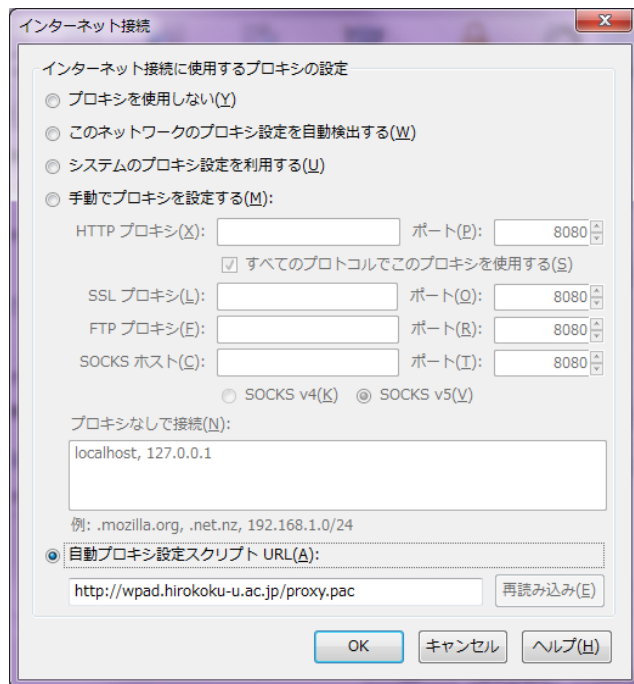 インターネット接続
インターネット接続に使用するプロキシの設定
プロキシを使用しない(Y)
このネットワークのプロキシ設定を自動検出する(W)
システムのプロキシ設定を利用する(U)
手動でプロキシを設定する(M):
HTTP プロキシ(X): ポート(P): 8080
すべてのプロトコルでこのプロキシを使用する(S)
SSL プロキシ(L): ポート(O): 8080
FTP プロキシ(F): ポート(R): 8080
SOCKS ホスト(C): ポート(T): 8080
SOCKS v4(K) SOCKS v5(V)
プロキシなしで接続(N):
localhost, 127.0.0.1
例: .mozilla.org, .net.nz, 192.168.1.0/24
自動プロキシ設定スクリプト URL(A):
http://wpad.hirokoku-u.ac.jp/proxy.pac 再読み込み(E)
OK キャンセル ヘルプ(H)